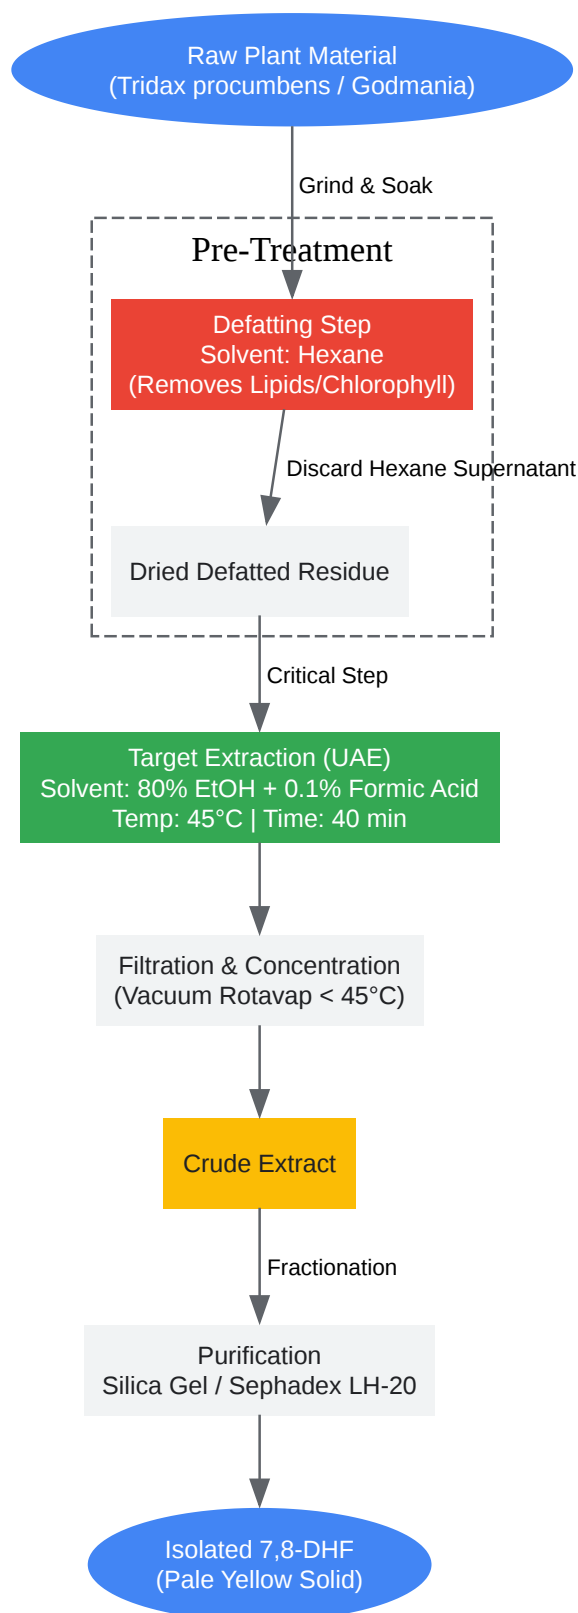 Raw Plant Material
(Tridax procumbens / Godmania)
Grind & Soak
Pre-Treatment
Defatting Step
Solvent: Hexane
(Removes Lipids/Chlorophyll)
Discard Hexane Supernatant
Dried Defatted Residue
Critical Step
Target Extraction (UAE)
Solvent: 80% EtOH + 0.1% Formic Acid
Temp: 45°C | Time: 40 min
Filtration & Concentration
(Vacuum Rotavap < 45°C)
Crude Extract
Fractionation
Purification
Silica Gel / Sephadex LH-20
Isolated 7,8-DHF
(Pale Yellow Solid)